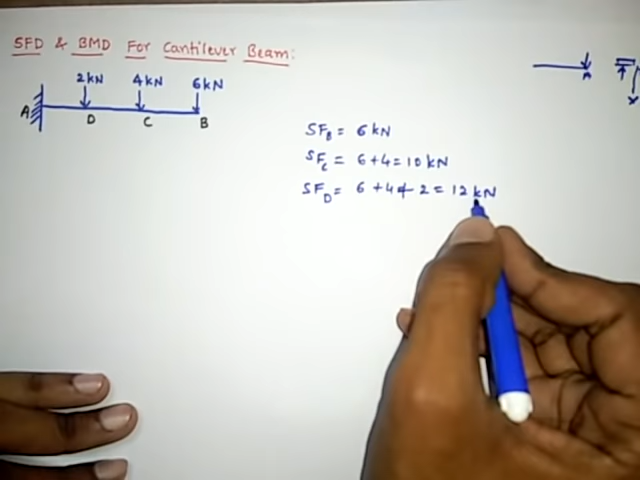 SFD & BMD For Cantilever Beam:
2kN 4kN 6kN
A D C B
SFB = 6 kN
SFC = 6+4=10 kN
SFD = 6 +4+ 2 = 12 kN